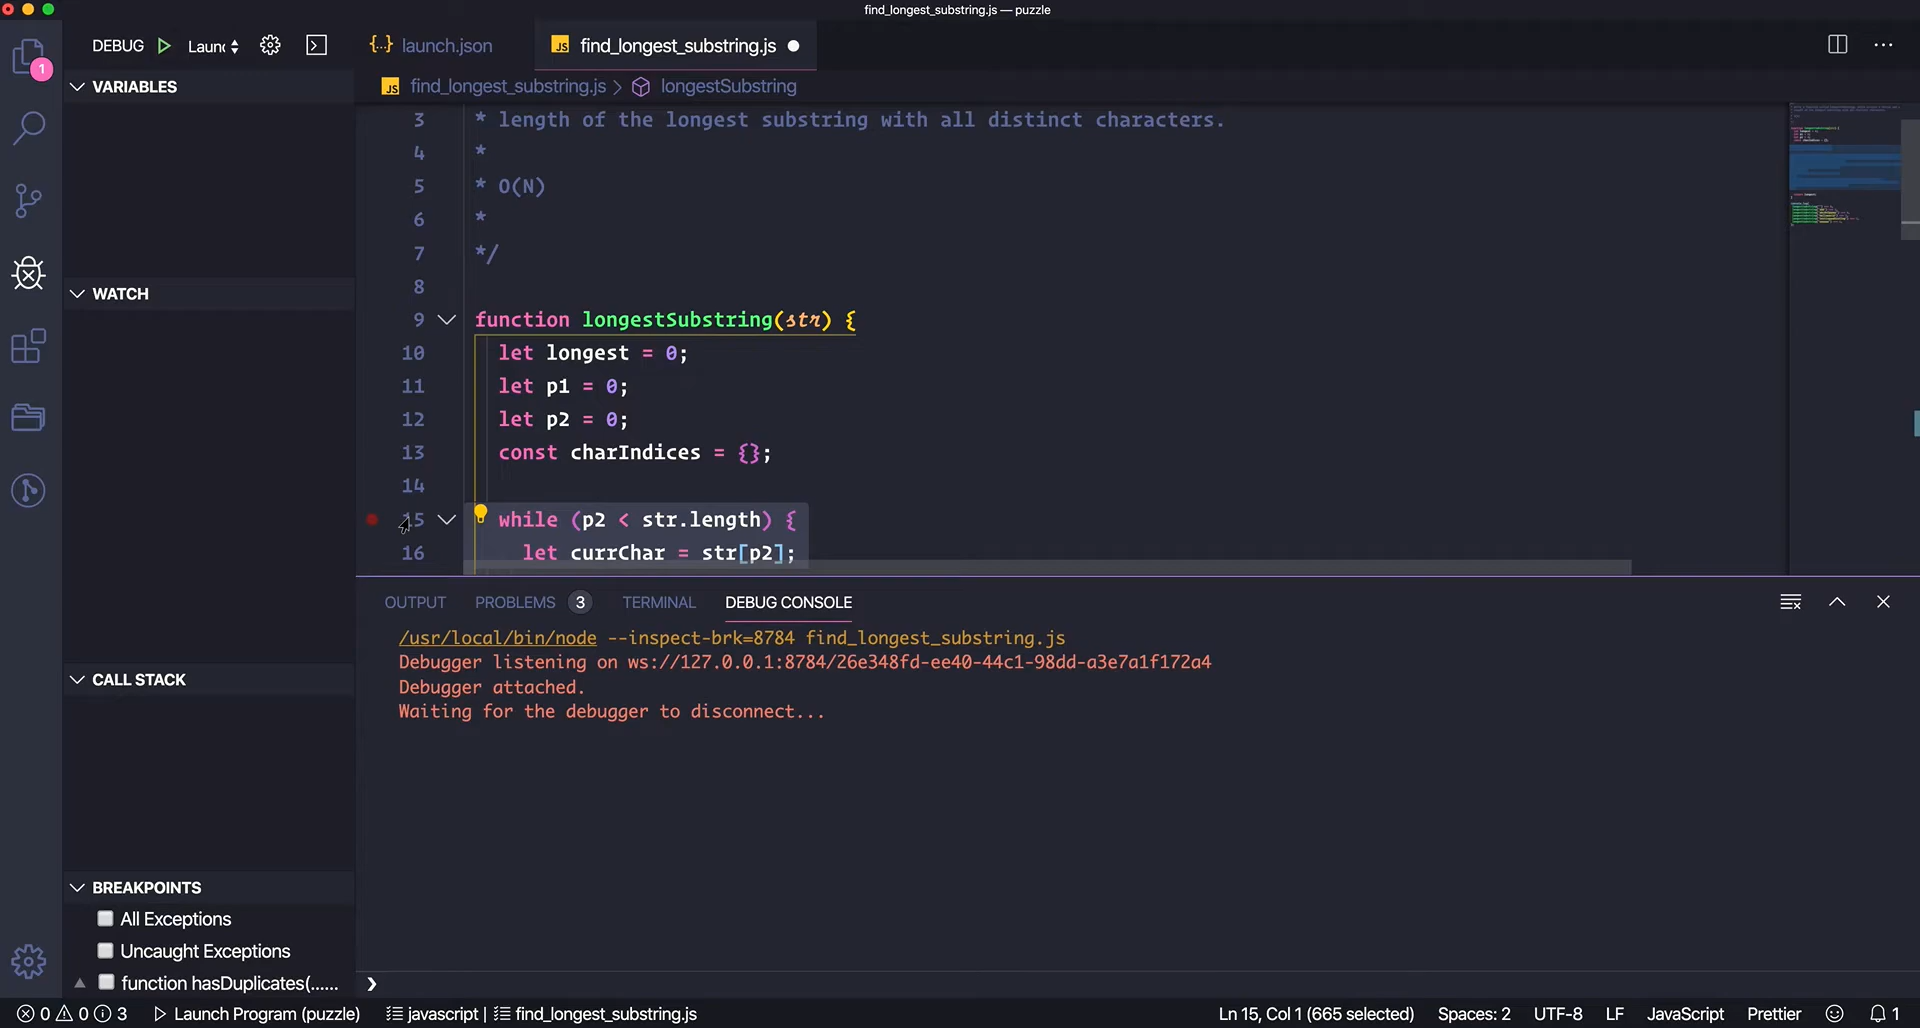 find_longest_substring.js — puzzle
DEBUG Launc
{..} launch.json
JS find_longest_substring.js
1
JS find_longest_substring.js > longestSubstring
VARIABLES
WATCH
CALL STACK
BREAKPOINTS
All Exceptions
Uncaught Exceptions
function hasDuplicates(......
3 * length of the longest substring with all distinct characters.
4 *
5 * O(N)
6 *
7 */
8
9 function longestSubstring(str) {
10 let longest = 0;
11 let p1 = 0;
12 let p2 = 0;
13 const charIndices = {};
14
15 while (p2 < str.length) {
16 let currChar = str[p2];
OUTPUT PROBLEMS 3 TERMINAL DEBUG CONSOLE
/usr/local/bin/node --inspect-brk=8784 find_longest_substring.js
Debugger listening on ws://127.0.0.1:8784/26e348fd-ee40-44c1-98dd-a3e7a1f172a4
Debugger attached.
Waiting for the debugger to disconnect...
0 0 3 Launch Program (puzzle) javascript | find_longest_substring.js Ln 15, Col 1 (665 selected) Spaces: 2 UTF-8 LF JavaScript Prettier 1